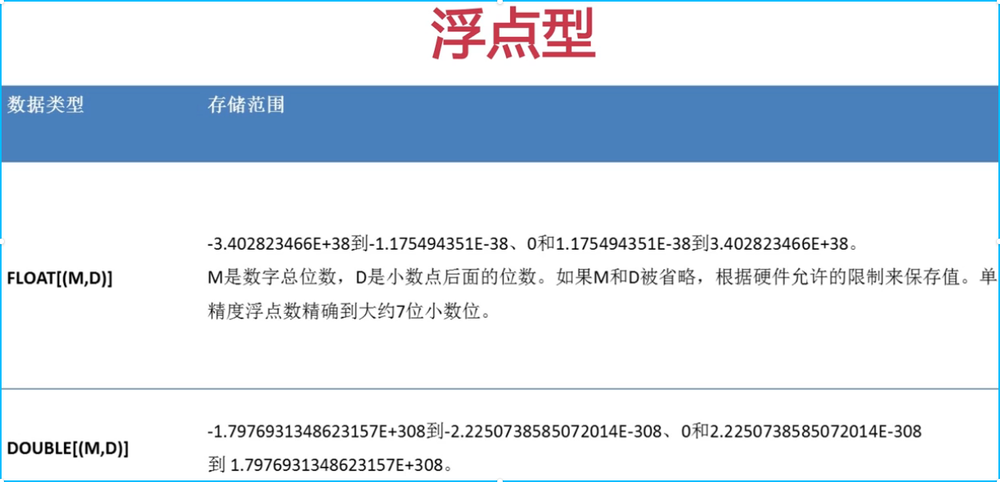 浮点型
数据类型
存储范围
FLOAT[(M,D)]
-3.402823466E+38到-1.175494351E-38、0和1.175494351E-38到3.402823466E+38。
M是数字总位数，D是小数点后面的位数。如果M和D被省略，根据硬件允许的限制来保存值。单
精度浮点数精确到大约7位小数位。
DOUBLE[(M,D)]
-1.7976931348623157E+308到-2.2250738585072014E-308、0和2.2250738585072014E-308
到 1.7976931348623157E+308。